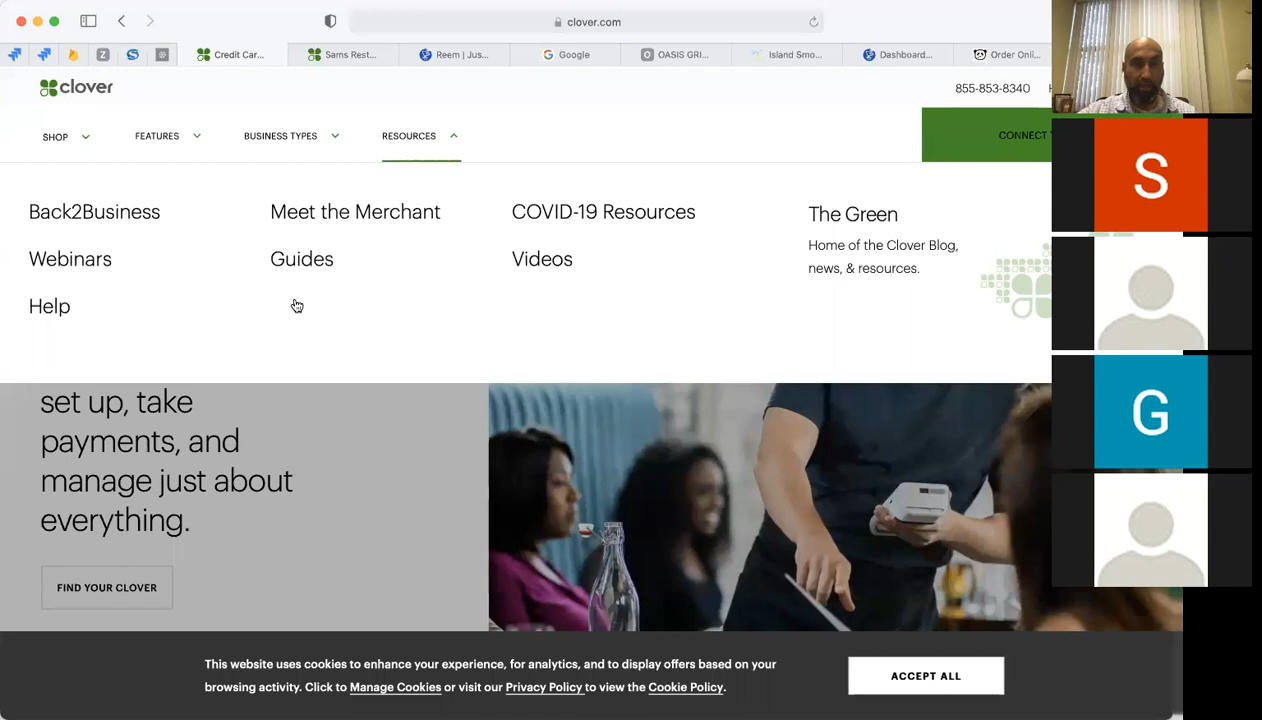 clover.com
Credit Car...
Sams Rest...
Reem | Jus...
Google
OASIS GRI...
Island Smo...
Dashboard...
Order Onli...
clover
855-853-8340
SHOP
FEATURES
BUSINESS TYPES
RESOURCES
CONNECT
Back2Business
Meet the Merchant
COVID-19 Resources
The Green
Home of the Clover Blog,
news, & resources.
Webinars
Guides
Videos
Help
set up, take
payments, and
manage just about
everything.
FIND YOUR CLOVER
This website uses cookies to enhance your experience, for analytics, and to display offers based on your
browsing activity. Click to Manage Cookies or visit our Privacy Policy to view the Cookie Policy.
ACCEPT ALL
S
G